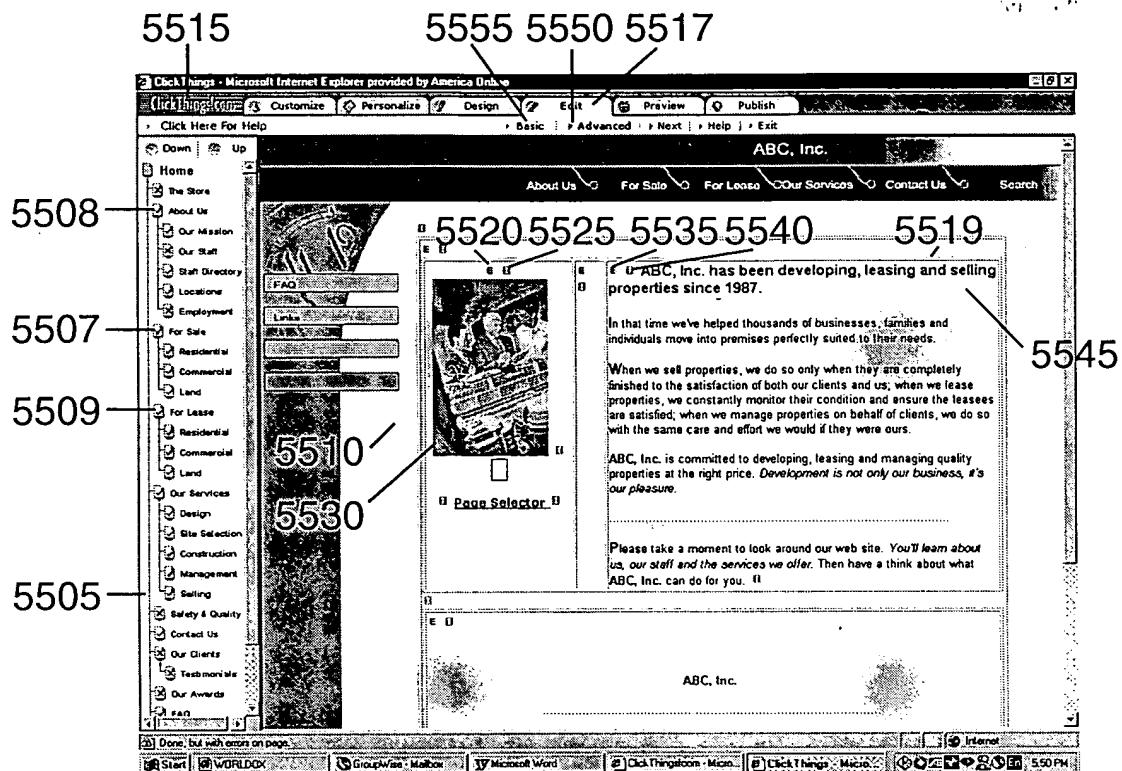 5515 5555 5550 5517
ClickThings - Microsoft Internet Explorer provided by America Online
ClickThings.com Customize Personalize Design Edit Preview Publish
Click Here For Help Basic Advanced Next Help Exit
Down Up
ABC, Inc.
Home
The Store
About Us For Sale For Lease Our Services Contact Us Search
5508
About Us
Our Mission
Our Staff
Staff Directory
Locations
Employment
5507
For Sale
Residential
Commercial
Land
5509
For Lease
Residential
Commercial
Land
Our Services
Design
Site Selection
Construction
Management
5505
Selling
Safety & Quality
Contact Us
Our Clients
Testimonials
Our Awards
FAQ
FAQ
Links
5510
5530
5520 5525 5535 5540 5519
E
E
E
E
Page Selector
ABC, Inc. has been developing, leasing and selling
properties since 1987.
5545
In that time we've helped thousands of businesses, families and
individuals move into premises perfectly suited to their needs.
When we sell properties, we do so only when they are completely
finished to the satisfaction of both our clients and us; when we lease
properties, we constantly monitor their condition and ensure the leasees
are satisfied; when we manage properties on behalf of clients, we do so
with the same care and effort we would if they were ours.
ABC, Inc. is committed to developing, leasing and managing quality
properties at the right price. Development is not only our business, it's
our pleasure.
Please take a moment to look around our web site. You'll learn about
us, our staff and the services we offer. Then have a think about what
ABC, Inc. can do for you.
E
ABC, Inc.
Done, but with errors on page. Internet
Start WORLDOX GroupWise - Mailbox Microsoft Word ClickThings.com - Micro... ClickThings - Micro... 5:50 PM